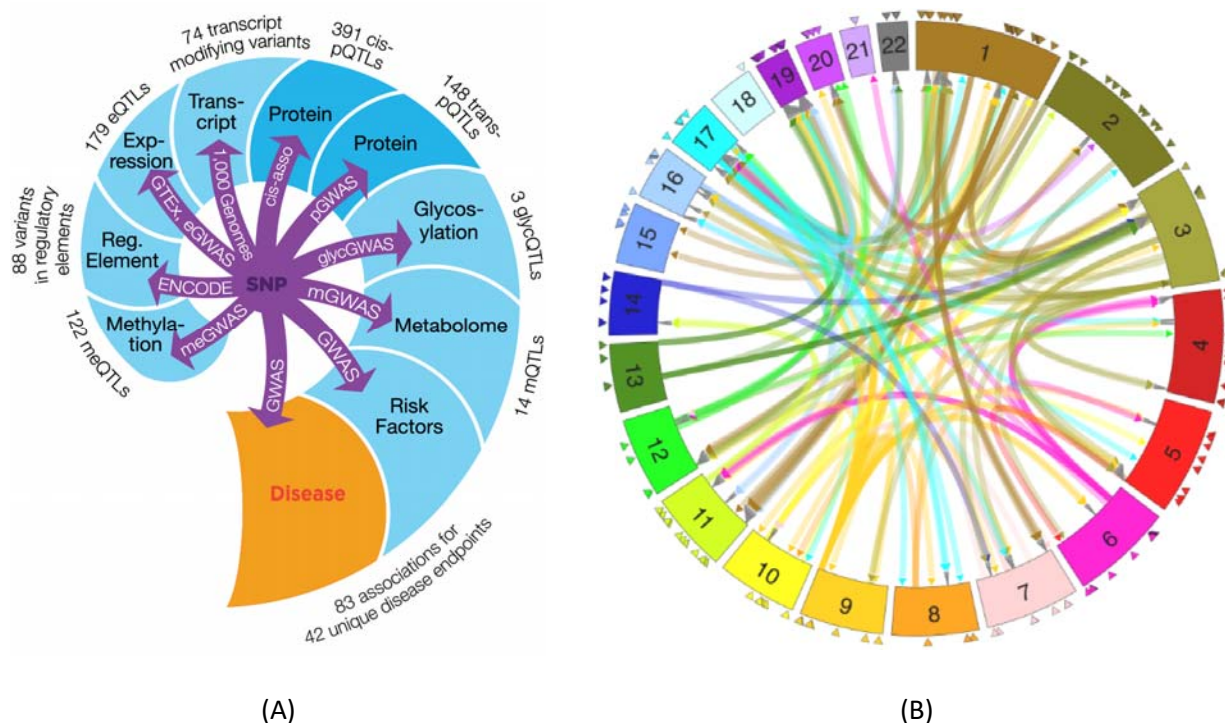 74 transcript
modifying variants
391 cis-
pQTLs
148 trans-
pQTLs
179 eQTLs
88 variants
in regulatory
elements
122 meQTLs
3 glycQTLs
14 mQTLs
83 associations for
42 unique disease endpoints
Trans-
cript
Protein
Protein
Exp-
ression
Glycos-
ylation
Reg.
Element
Metabolome
Methyla-
tion
Risk
Factors
Disease
SNP
1,000 Genomes
cis-asso
pGWAS
GTEx, eGWAS
glycGWAS
ENCODE
mGWAS
meGWAS
GWAS
GWAS
1
2
3
4
5
6
7
8
9
10
11
12
13
14
15
16
17
18
19
20
21
22
(A)
(B)